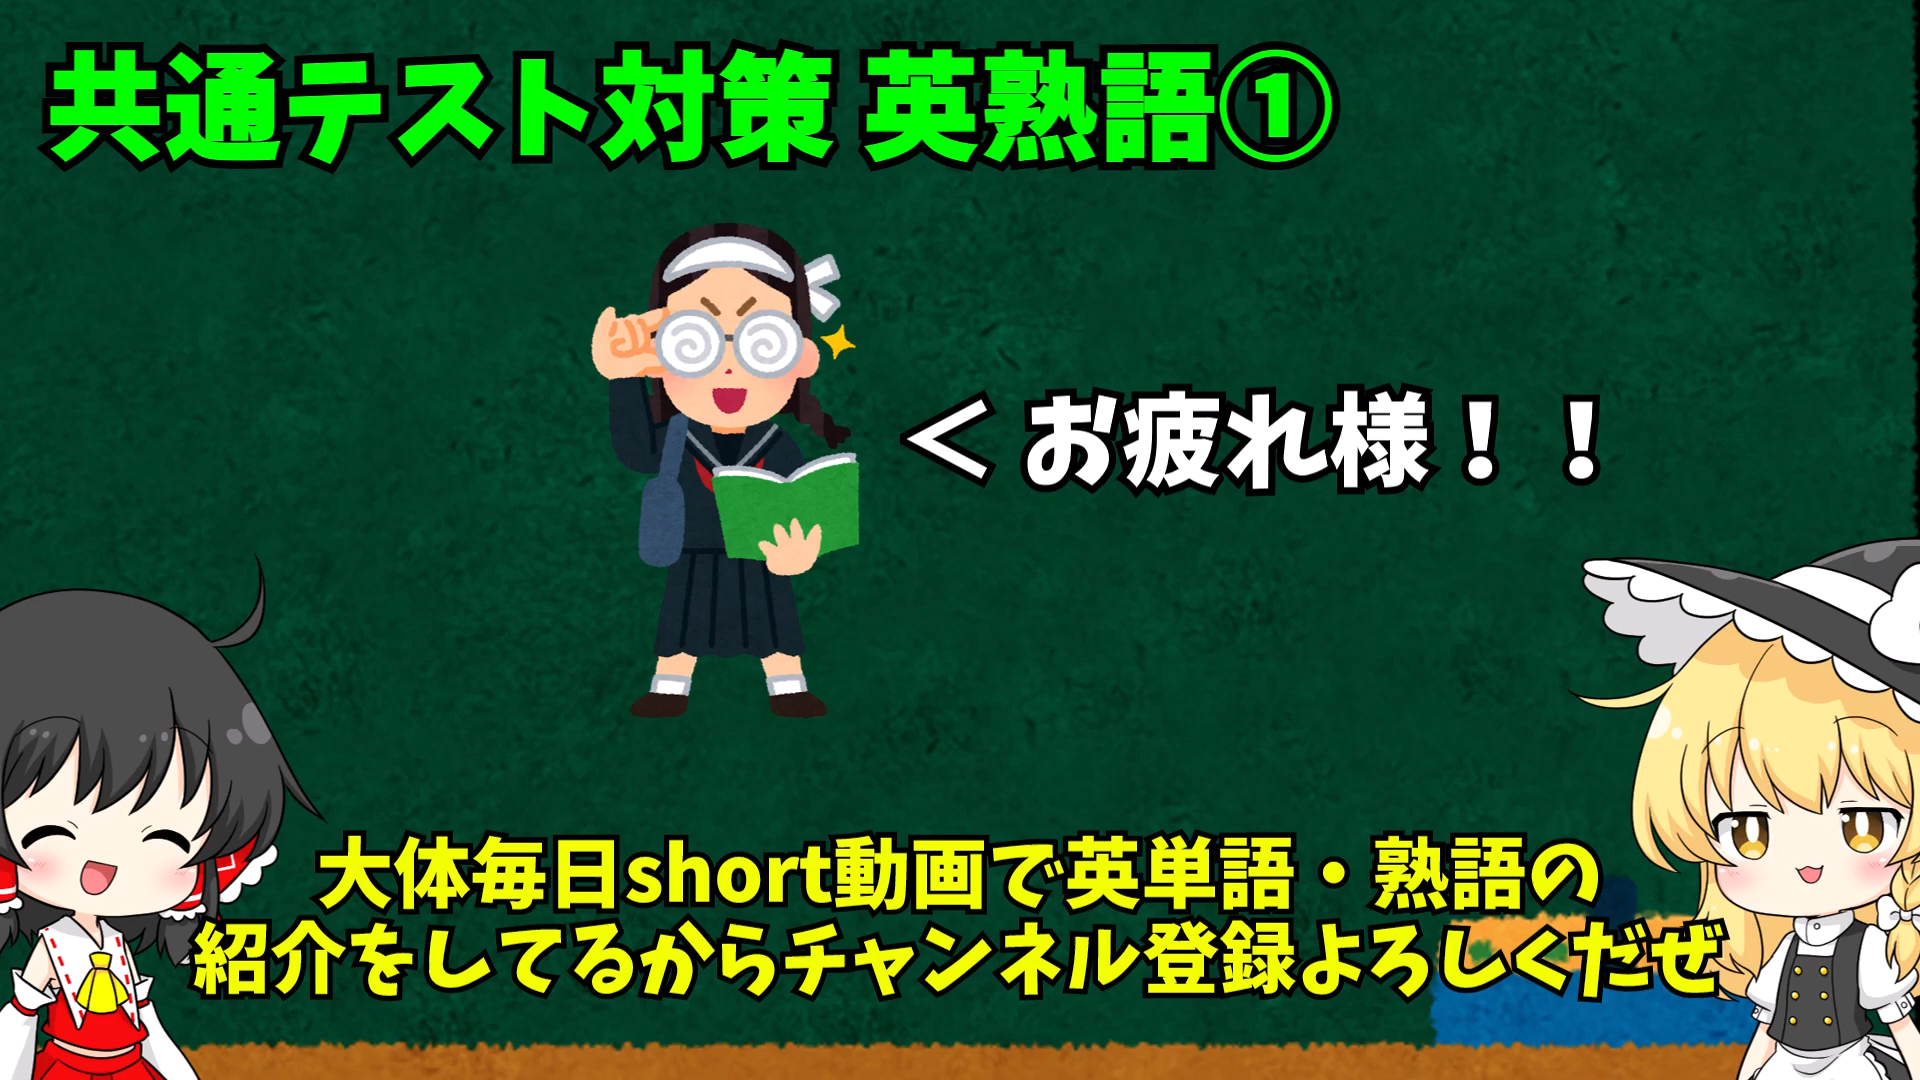 共通テスト対策 英熟語①
＜ お疲れ様！！
大体毎日short動画で英単語・熟語の
紹介をしてるからチャンネル登録よろしくだぜ